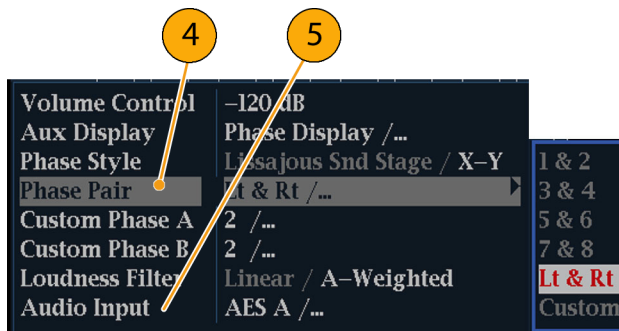 4 5
Volume Control –120 dB
Aux Display Phase Display /...
Phase Style Lissajous Snd Stage / X–Y
Phase Pair Lt & Rt /...
Custom Phase A 2 /...
Custom Phase B 2 /...
Loudness Filter Linear / A–Weighted
Audio Input AES A /...
1 & 2
3 & 4
5 & 6
7 & 8
Lt & Rt
Custom